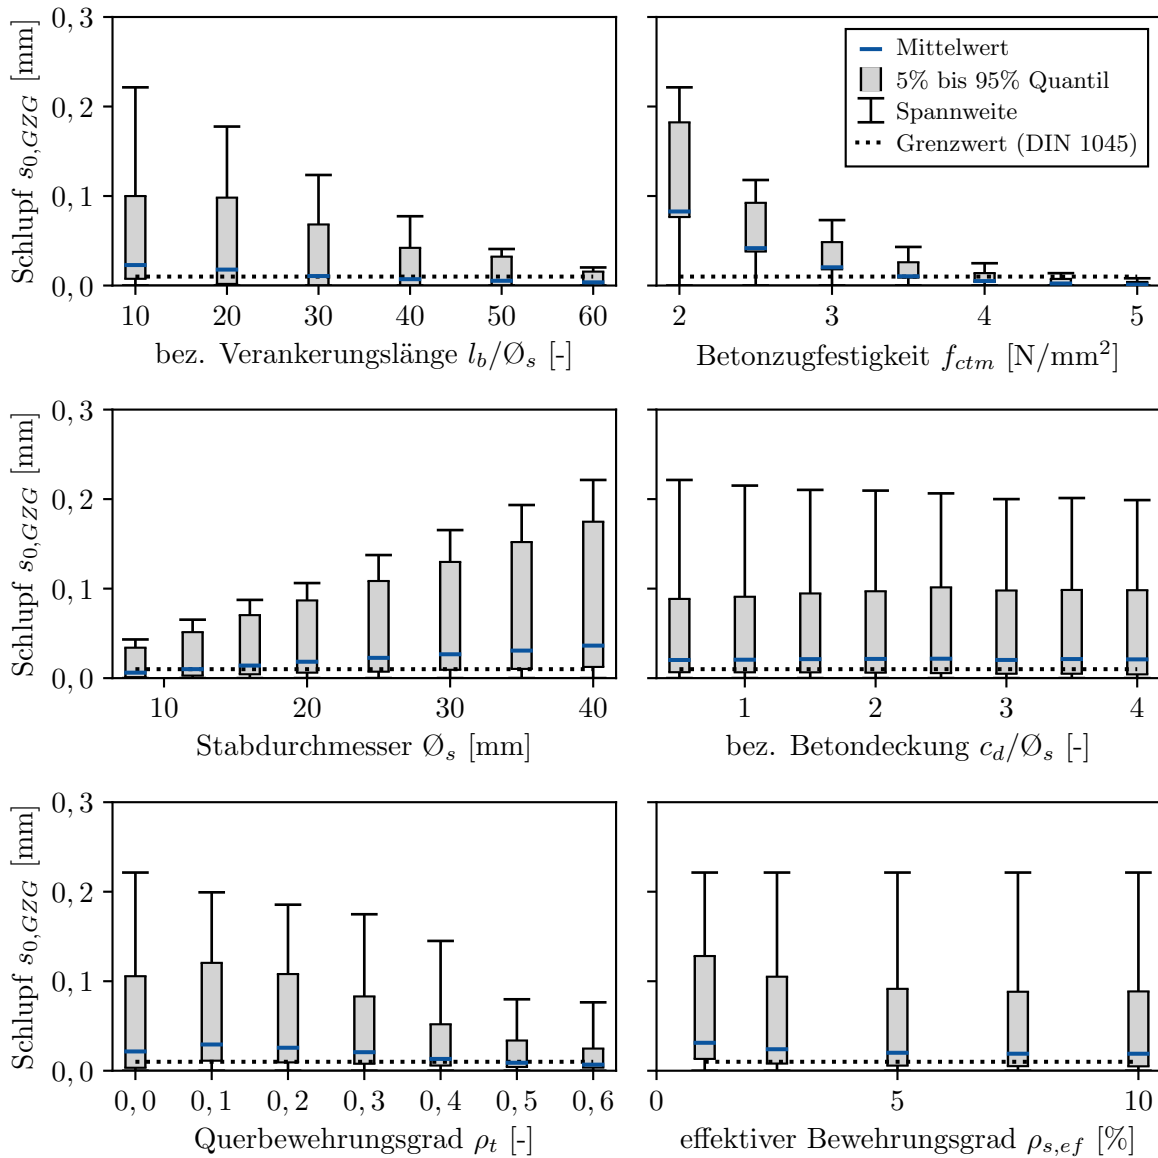 Schlupf s0,GZG [mm]
0,3
0,2
0,1
0,0
10 20 30 40 50 60
bez. Verankerungslänge lb/Øs [-]
Mittelwert
5% bis 95% Quantil
Spannweite
Grenzwert (DIN 1045)
2 3 4 5
Betonzugfestigkeit fctm [N/mm²]
Schlupf s0,GZG [mm]
0,3
0,2
0,1
0,0
10 20 30 40
Stabdurchmesser Øs [mm]
1 2 3 4
bez. Betondeckung cd/Øs [-]
Schlupf s0,GZG [mm]
0,3
0,2
0,1
0,0
0,0 0,1 0,2 0,3 0,4 0,5 0,6
Querbewehrungsgrad ρt [-]
0 5 10
effektiver Bewehrungsgrad ρs,ef [%]